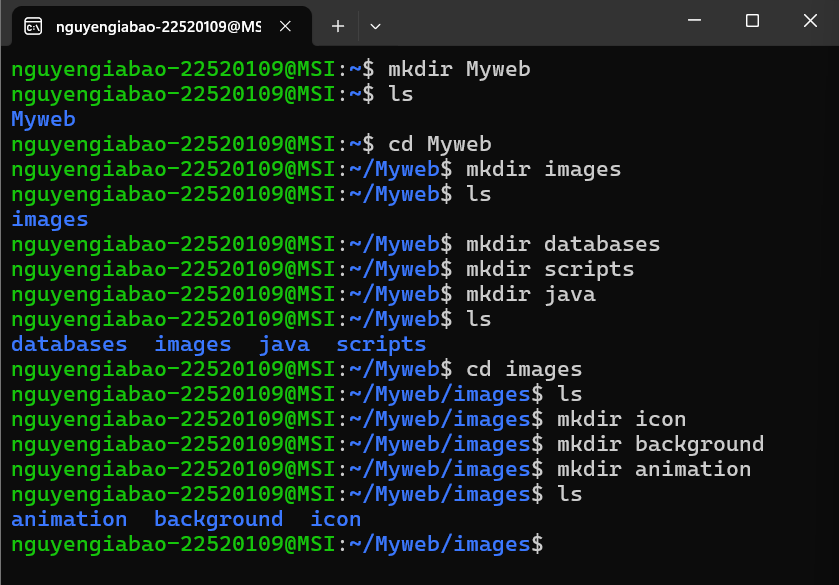 nguyengiabao-22520109@MS
nguyengiabao-22520109@MSI:~$ mkdir Myweb
nguyengiabao-22520109@MSI:~$ ls
Myweb
nguyengiabao-22520109@MSI:~$ cd Myweb
nguyengiabao-22520109@MSI:~/Myweb$ mkdir images
nguyengiabao-22520109@MSI:~/Myweb$ ls
images
nguyengiabao-22520109@MSI:~/Myweb$ mkdir databases
nguyengiabao-22520109@MSI:~/Myweb$ mkdir scripts
nguyengiabao-22520109@MSI:~/Myweb$ mkdir java
nguyengiabao-22520109@MSI:~/Myweb$ ls
databases  images  java  scripts
nguyengiabao-22520109@MSI:~/Myweb$ cd images
nguyengiabao-22520109@MSI:~/Myweb/images$ ls
nguyengiabao-22520109@MSI:~/Myweb/images$ mkdir icon
nguyengiabao-22520109@MSI:~/Myweb/images$ mkdir background
nguyengiabao-22520109@MSI:~/Myweb/images$ mkdir animation
nguyengiabao-22520109@MSI:~/Myweb/images$ ls
animation  background  icon
nguyengiabao-22520109@MSI:~/Myweb/images$